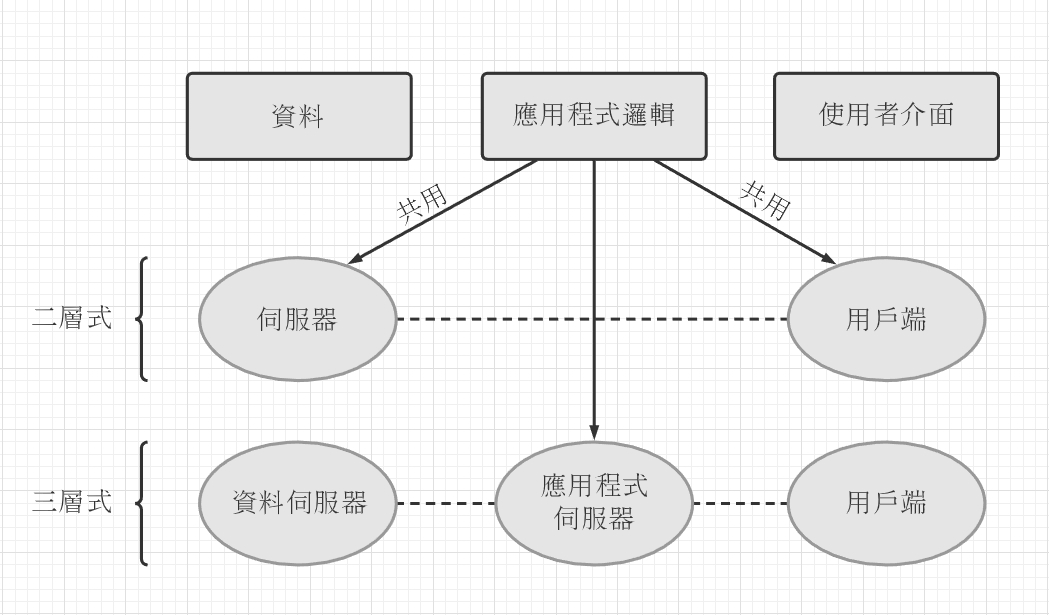 資料
應用程式邏輯
使用者介面
共用
共用
二層式
伺服器
用戶端
三層式
資料伺服器
應用程式
伺服器
用戶端